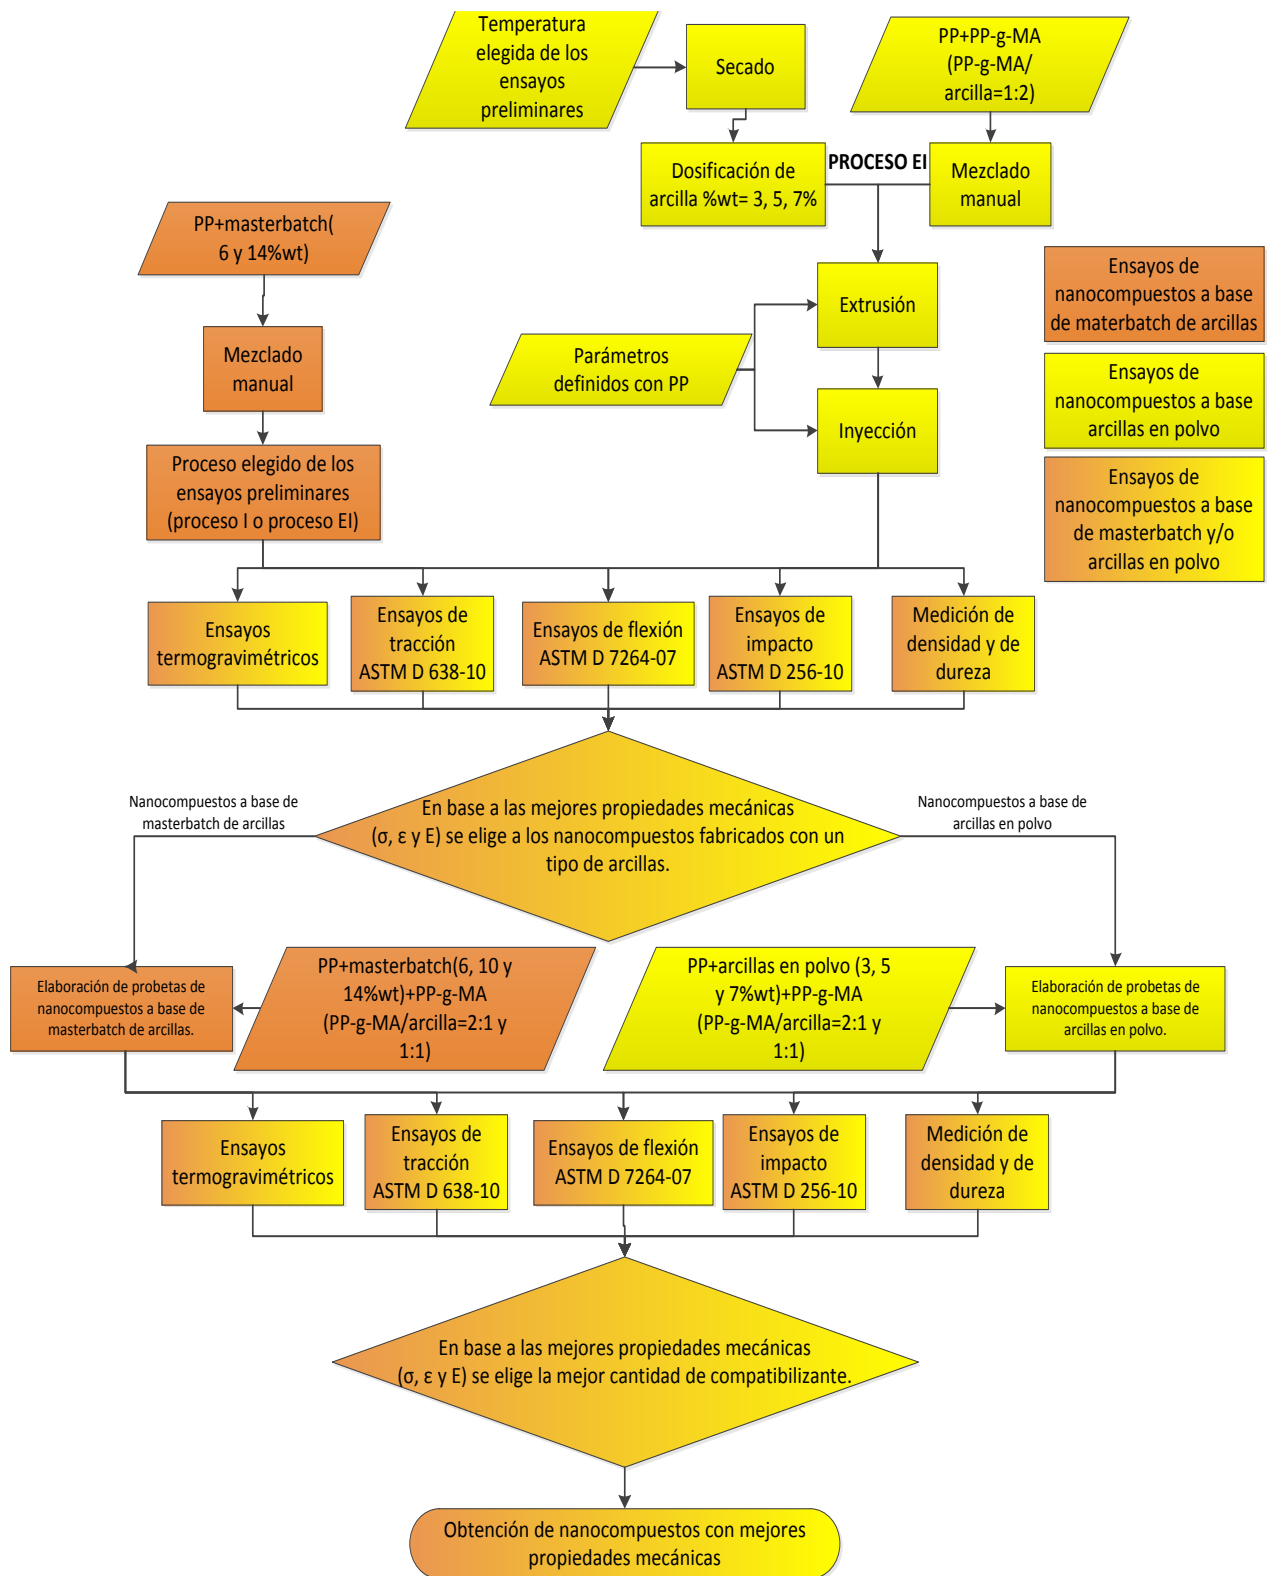 Temperatura
elegida de los
ensayos
preliminares
Secado
PP+PP-g-MA
(PP-g-MA/
arcilla=1:2)
Dosificación de
arcilla %wt= 3, 5, 7%
PROCESO EI
Mezclado
manual
PP+masterbatch(
6 y 14%wt)
Mezclado
manual
Proceso elegido de los
ensayos preliminares
(proceso I o proceso EI)
Extrusión
Parámetros
definidos con PP
Inyección
Ensayos de
nanocompuestos a base
de materbatch de arcillas
Ensayos de
nanocompuestos a base
arcillas en polvo
Ensayos de
nanocompuestos a base
de masterbatch y/o
arcillas en polvo
Ensayos
termogravimétricos
Ensayos de
tracción
ASTM D 638-10
Ensayos de flexión
ASTM D 7264-07
Ensayos de
impacto
ASTM D 256-10
Medición de
densidad y de
dureza
Nanocompuestos a base de
masterbatch de arcillas
En base a las mejores propiedades mecánicas
(σ, ε y E) se elige a los nanocompuestos fabricados con un
tipo de arcillas.
Nanocompuestos a base de
arcillas en polvo
Elaboración de probetas de
nanocompuestos a base de
masterbatch de arcillas.
PP+masterbatch(6, 10 y
14%wt)+PP-g-MA
(PP-g-MA/arcilla=2:1 y
1:1)
PP+arcillas en polvo (3, 5
y 7%wt)+PP-g-MA
(PP-g-MA/arcilla=2:1 y
1:1)
Elaboración de probetas de
nanocompuestos a base de
arcillas en polvo.
Ensayos
termogravimétricos
Ensayos de
tracción
ASTM D 638-10
Ensayos de flexión
ASTM D 7264-07
Ensayos de
impacto
ASTM D 256-10
Medición de
densidad y de
dureza
En base a las mejores propiedades mecánicas
(σ, ε y E) se elige la mejor cantidad de compatibilizante.
Obtención de nanocompuestos con mejores
propiedades mecánicas